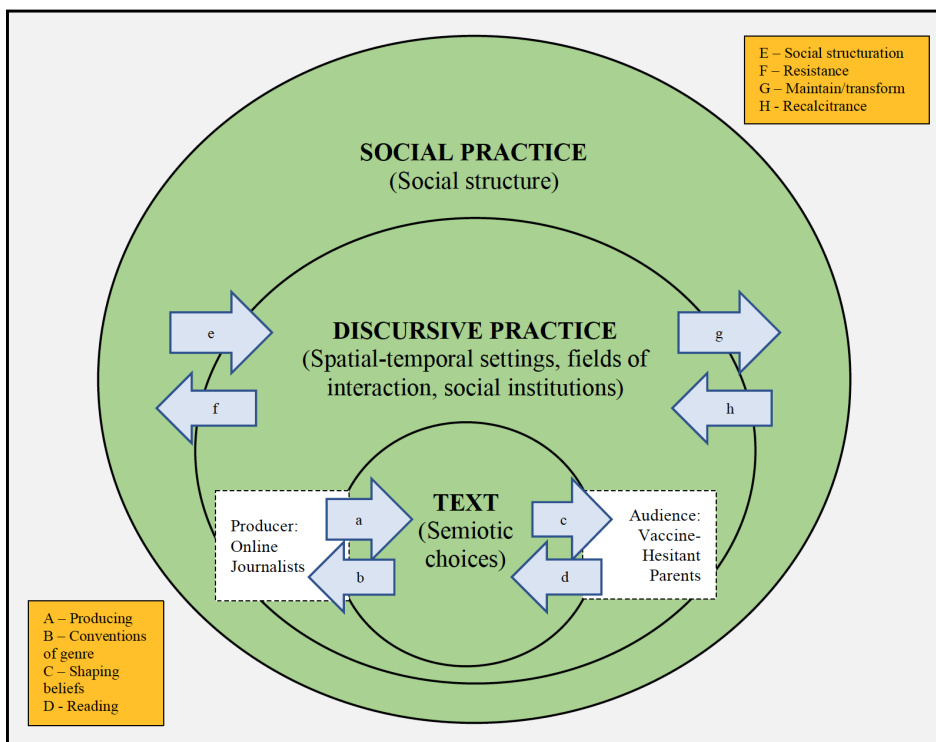 E – Social structuration
F – Resistance
G – Maintain/transform
H - Recalcitrance
SOCIAL PRACTICE
(Social structure)
e
g
DISCURSIVE PRACTICE
(Spatial-temporal settings, fields of
interaction, social institutions)
f
h
Producer:
Online
Journalists
a
b
TEXT
(Semiotic
choices)
c
d
Audience:
Vaccine-
Hesitant
Parents
A – Producing
B – Conventions
of genre
C – Shaping
beliefs
D - Reading